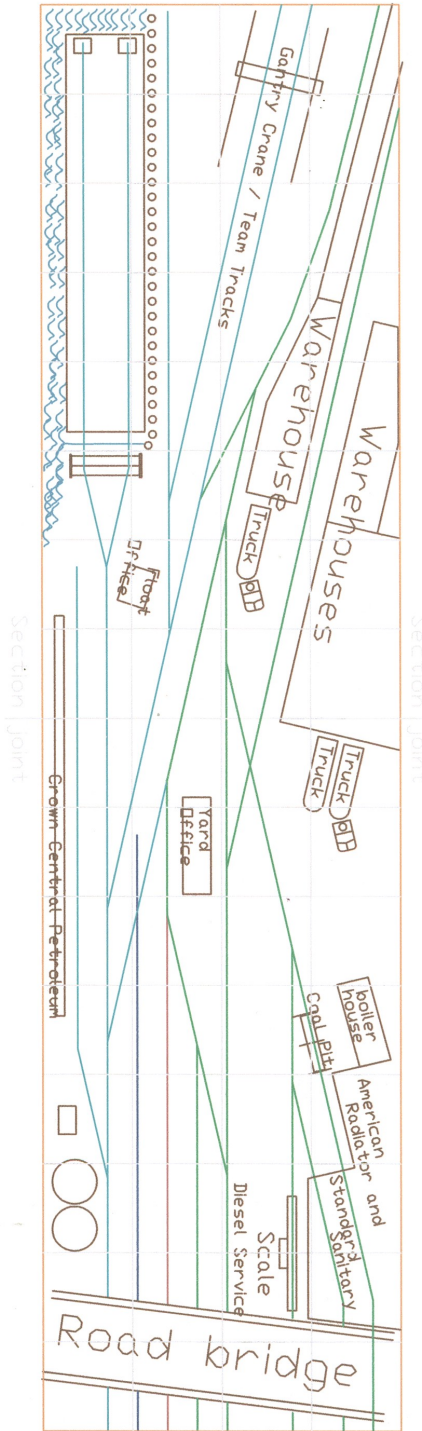 Gantry Crane / Team Tracks
Warehouse
Warehouses
Truck
Float
Office
Section joint
Section joint
Truck
Truck
Yard
Office
Crown Central Petroleum
boiler
house
Coal Pit
American
Radiator and
Standard
Sanitary
Diesel Service
Scale
Road bridge